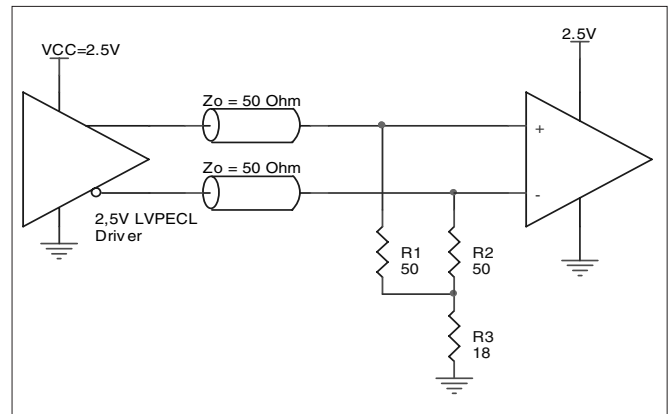 VCC=2.5V
2.5V
Zo = 50 Ohm
+
Zo = 50 Ohm
-
2,5V LVPECL
Driver
R1
50
R2
50
R3
18